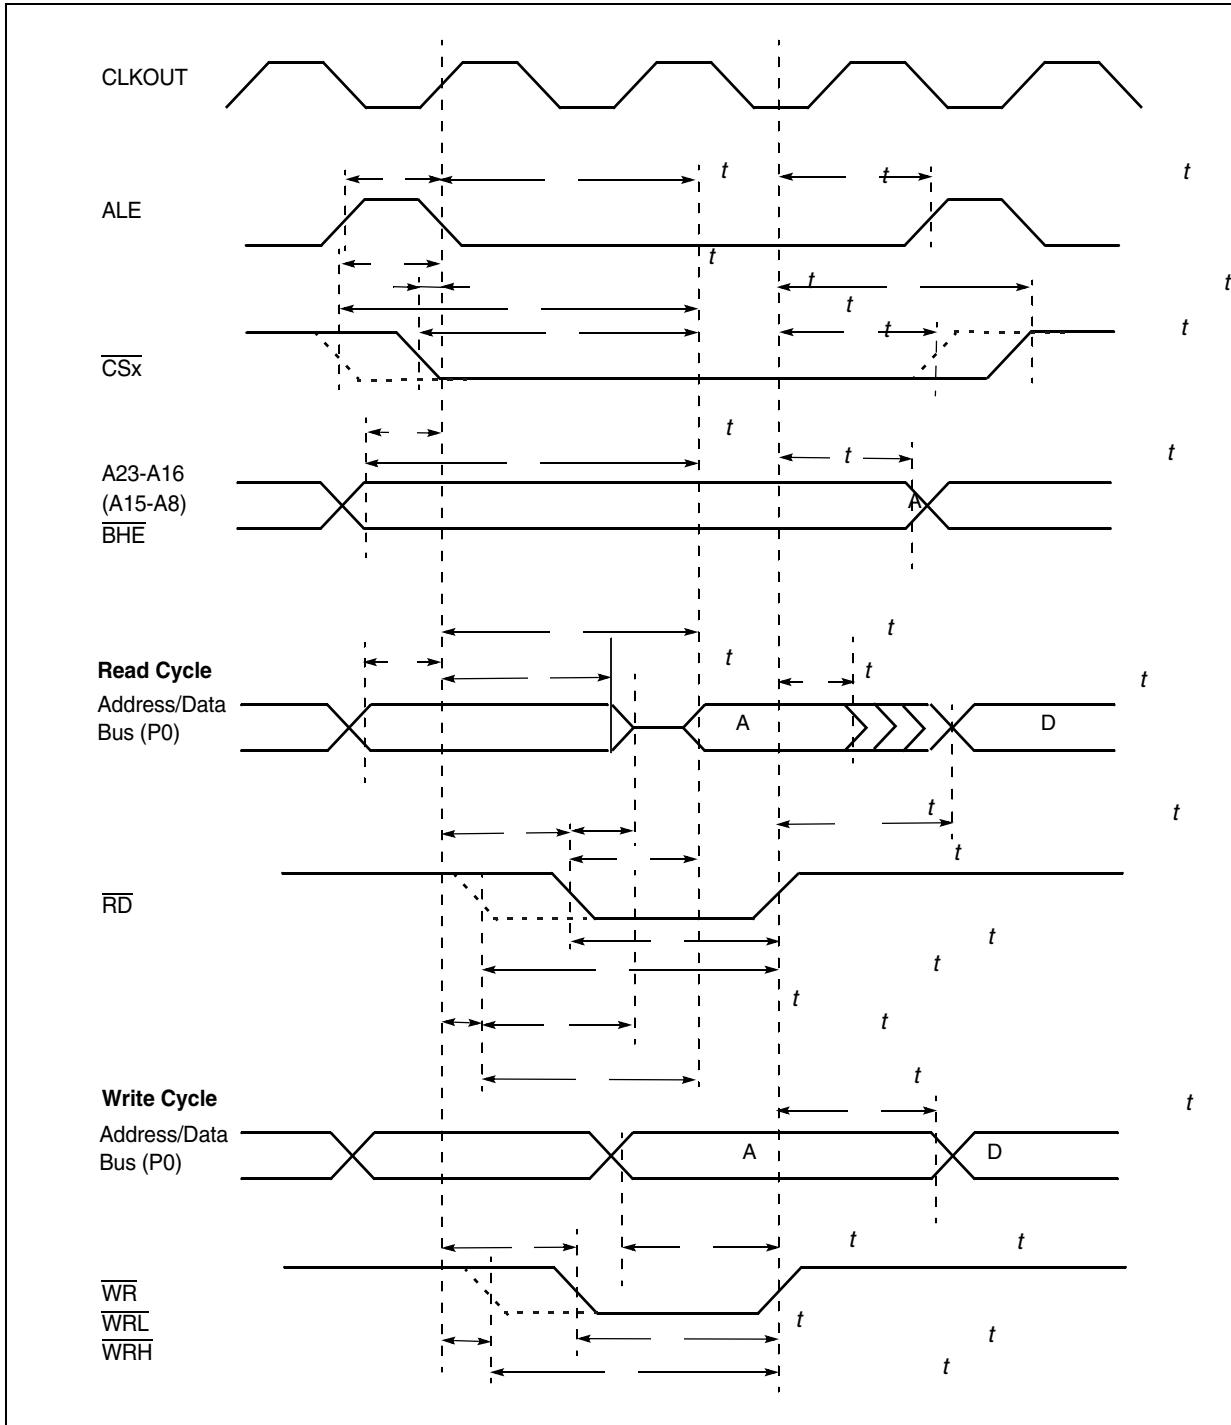 CLKOUT
t t t
ALE
t
t t
t
t t
CSx
t
t t
A23-A16
(A15-A8) A
BHE
t
t
Read Cycle t
t
Address/Data
Bus (P0) A D
t t
t
RD
t
t
t
t
t
Write Cycle t
Address/Data
Bus (P0) A D
t t
WR
WRL t
WRH t
t